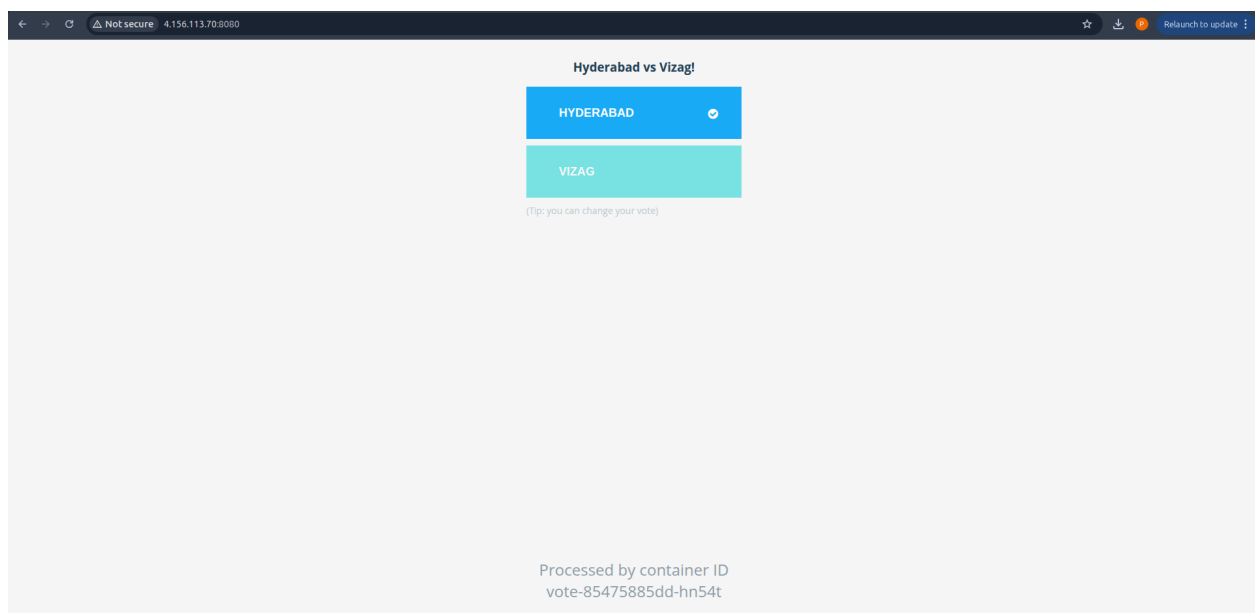 Not secure 4.156.113.70:8080 P Relaunch to update
Hyderabad vs Vizag!
HYDERABAD
VIZAG
(Tip: you can change your vote)
Processed by container ID
vote-85475885dd-hn54t